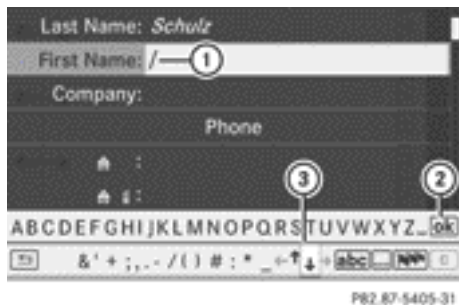 Last Name: Schulz
First Name: / 1
Company:
Phone
:
:
3 2
ABCDEFGHIJKLMNOPQRSTUVWXYZ_ ok
& ' + ; , . - / ( ) # : * _ ← ↑ ↓ → abc
P82.87-5405-31